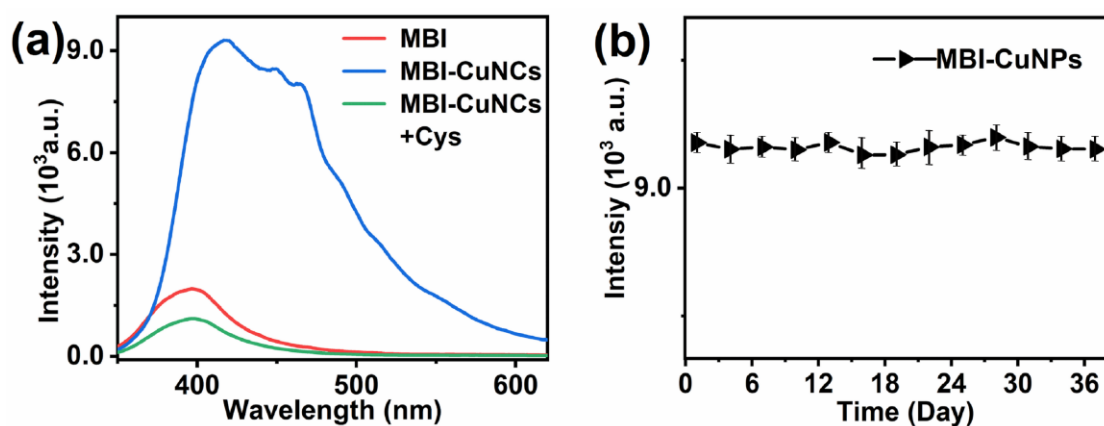 (a)
MBI
MBI-CuNCs
MBI-CuNCs
+Cys
Intensity (10³a.u.)
9.0
6.0
3.0
0.0
400 500 600
Wavelength (nm)
(b)
MBI-CuNPs
Intensiy (10³ a.u.)
9.0
0 6 12 18 24 30 36
Time (Day)